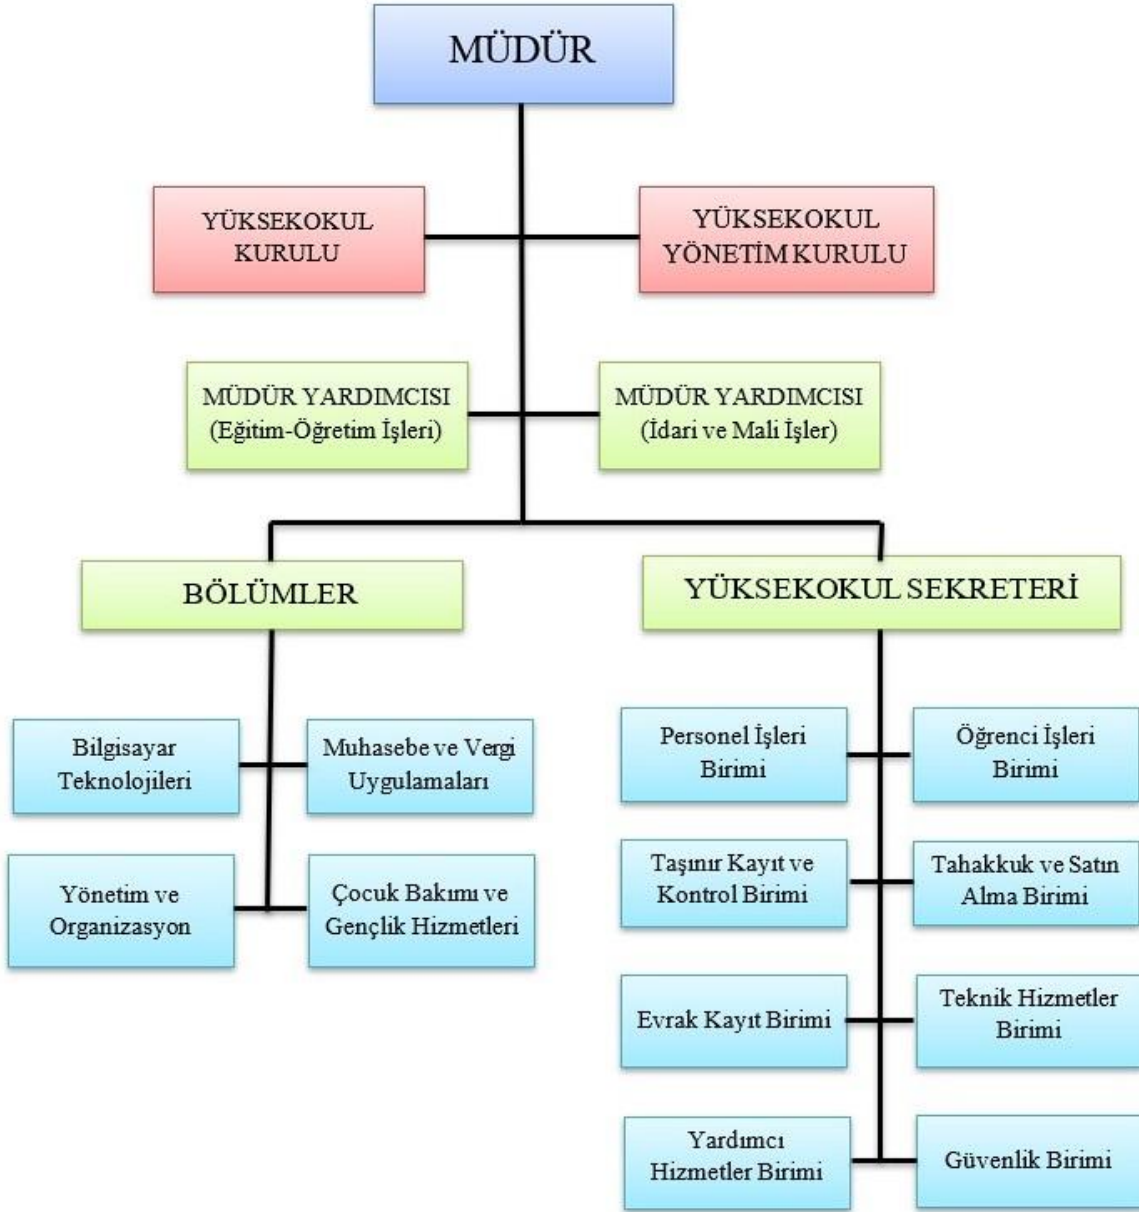 MÜDÜR
YÜKSEKOKUL
KURULU
YÜKSEKOKUL
YÖNETİM KURULU
MÜDÜR YARDIMCISI
(Eğitim-Öğretim İşleri)
MÜDÜR YARDIMCISI
(İdari ve Mali İşler)
BÖLÜMLER
YÜKSEKOKUL SEKRETERİ
Bilgisayar
Teknolojileri
Muhasebe ve Vergi
Uygulamaları
Yönetim ve
Organizasyon
Çocuk Bakımı ve
Gençlik Hizmetleri
Personel İşleri
Birimi
Öğrenci İşleri
Birimi
Taşınır Kayıt ve
Kontrol Birimi
Tahakkuk ve Satın
Alma Birimi
Evrak Kayıt Birimi
Teknik Hizmetler
Birimi
Yardımcı
Hizmetler Birimi
Güvenlik Birimi